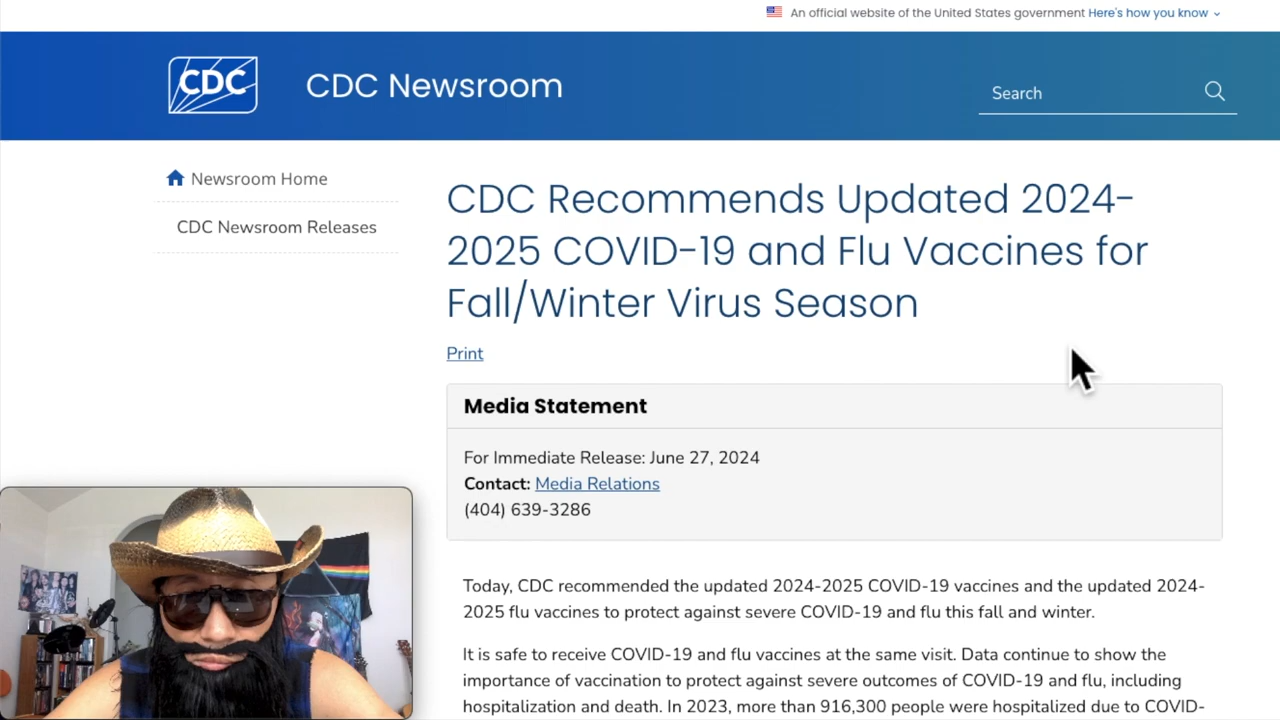 An official website of the United States government Here's how you know
CDC
CDC Newsroom
Search
Newsroom Home
CDC Newsroom Releases
CDC Recommends Updated 2024-
2025 COVID-19 and Flu Vaccines for
Fall/Winter Virus Season
Print
Media Statement
For Immediate Release: June 27, 2024
Contact: Media Relations
(404) 639-3286
Today, CDC recommended the updated 2024-2025 COVID-19 vaccines and the updated 2024-
2025 flu vaccines to protect against severe COVID-19 and flu this fall and winter.
It is safe to receive COVID-19 and flu vaccines at the same visit. Data continue to show the
importance of vaccination to protect against severe outcomes of COVID-19 and flu, including
hospitalization and death. In 2023, more than 916,300 people were hospitalized due to COVID-